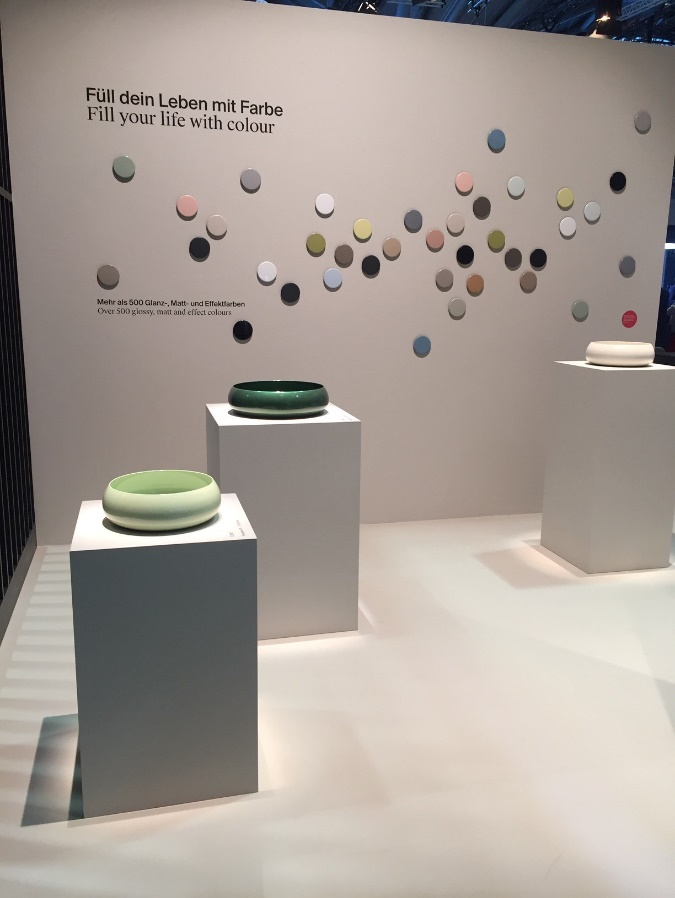 Füll dein Leben mit Farbe
Fill your life with colour
Mehr als 500 Glanz-, Matt- und Effektfarben
Over 500 glossy, matt and effect colours